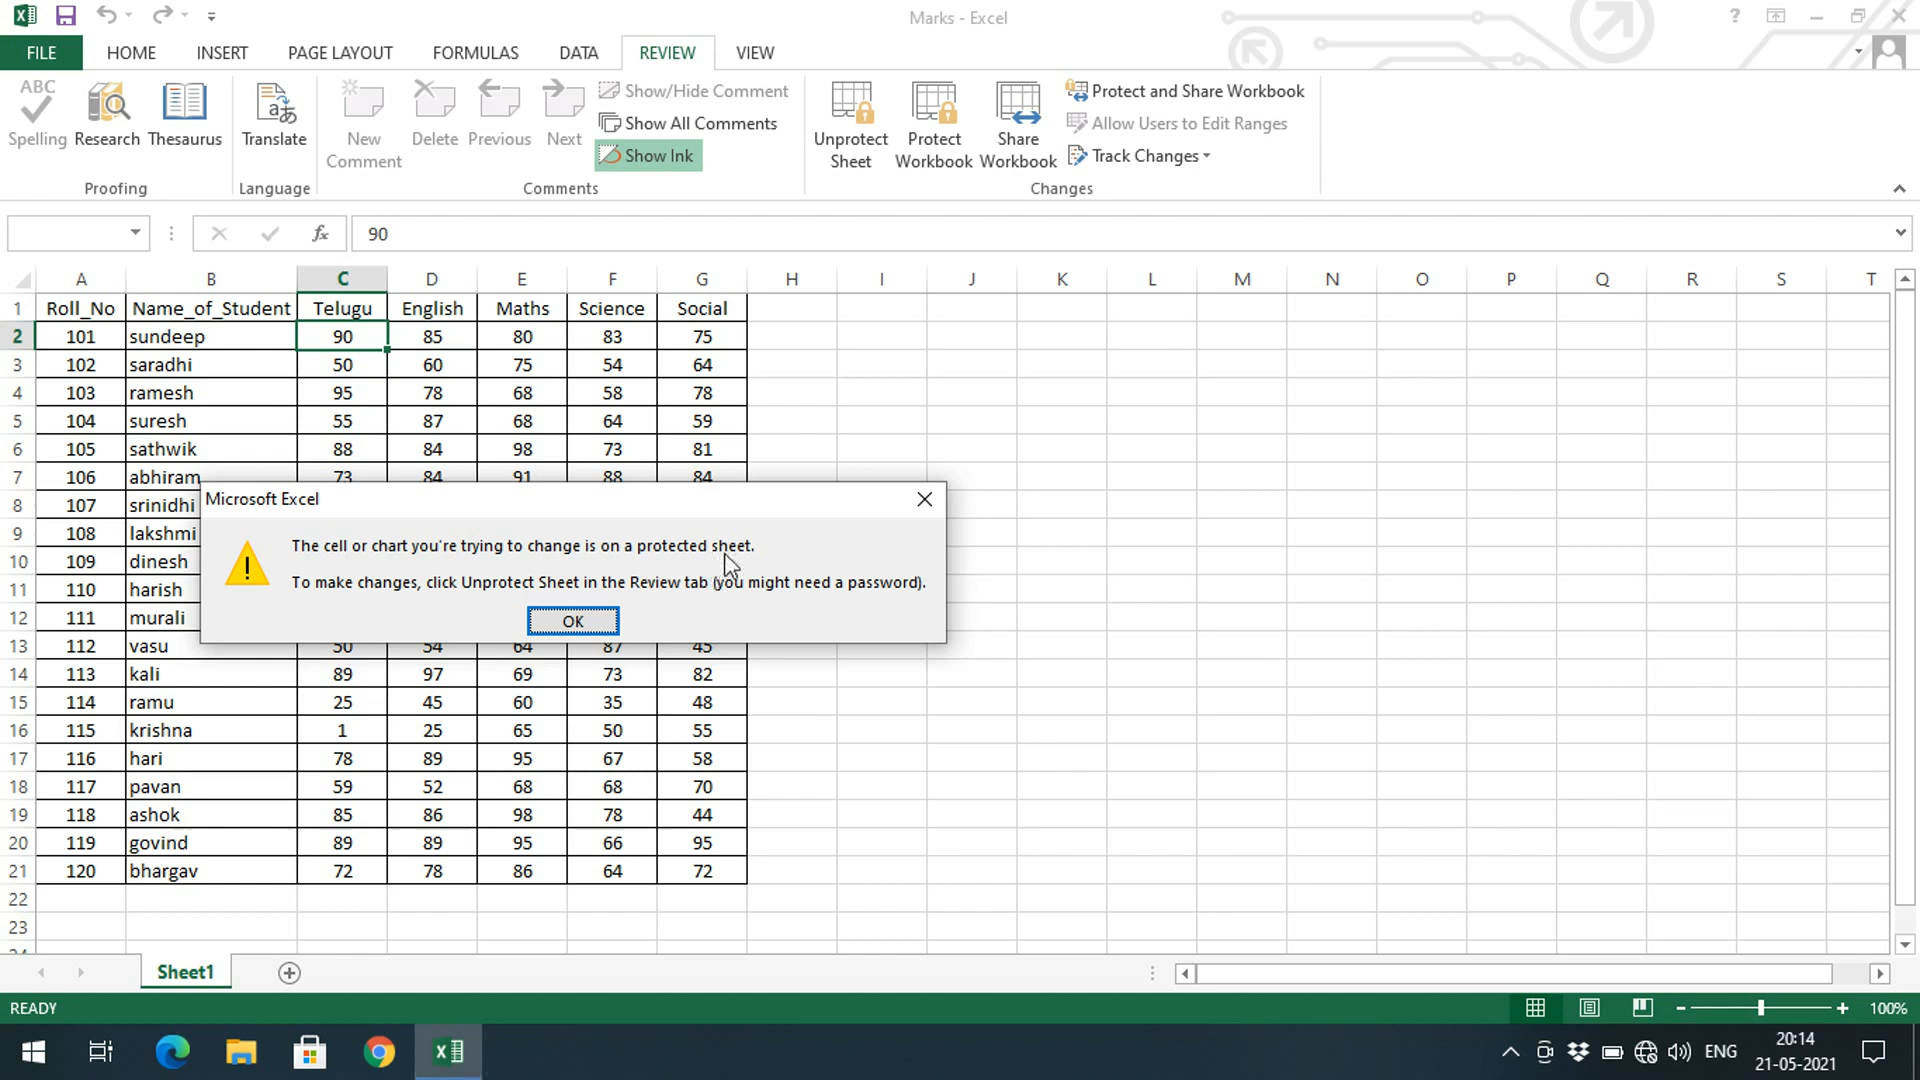 Marks - Excel
?
FILE HOME INSERT PAGE LAYOUT FORMULAS DATA REVIEW VIEW
ABC
Spelling Research Thesaurus
Translate
New Comment
Delete Previous Next
Show/Hide Comment
Show All Comments
Show Ink
Unprotect Sheet
Protect Workbook
Share Workbook
Protect and Share Workbook
Allow Users to Edit Ranges
Track Changes
Proofing Language Comments Changes
fx 90
A B C D E F G H I J K L M N O P Q R S T
1 Roll_No Name_of_Student Telugu English Maths Science Social
2 101 sundeep 90 85 80 83 75
3 102 saradhi 50 60 75 54 64
4 103 ramesh 95 78 68 58 78
5 104 suresh 55 87 68 64 59
6 105 sathwik 88 84 98 73 81
7 106 abhiram 73 84 91 88 84
8 107 srinidhi
9 108 lakshmi
10 109 dinesh
11 110 harish
12 111 murali
Microsoft Excel
The cell or chart you're trying to change is on a protected sheet.
To make changes, click Unprotect Sheet in the Review tab (you might need a password).
OK
13 112 vasu 50 54 64 87 45
14 113 kali 89 97 69 73 82
15 114 ramu 25 45 60 35 48
16 115 krishna 1 25 65 50 55
17 116 hari 78 89 95 67 58
18 117 pavan 59 52 68 68 70
19 118 ashok 85 86 98 78 44
20 119 govind 89 89 95 66 95
21 120 bhargav 72 78 86 64 72
22
23
24
Sheet1
READY
100%
ENG
20:14
21-05-2021